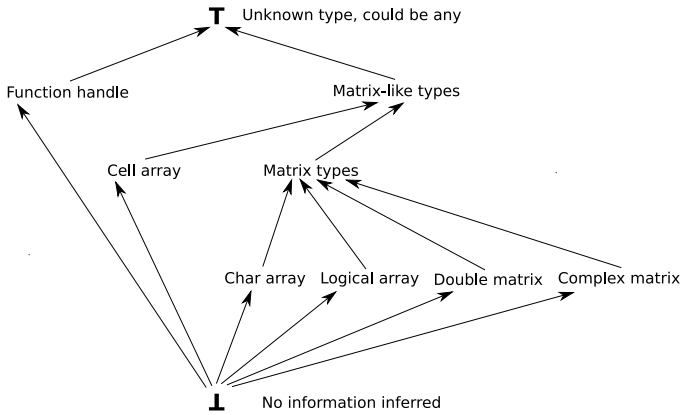 ⊤ Unknown type, could be any
Function handle Matrix-like types
Cell array Matrix types
Char array Logical array Double matrix Complex matrix
⊥ No information inferred